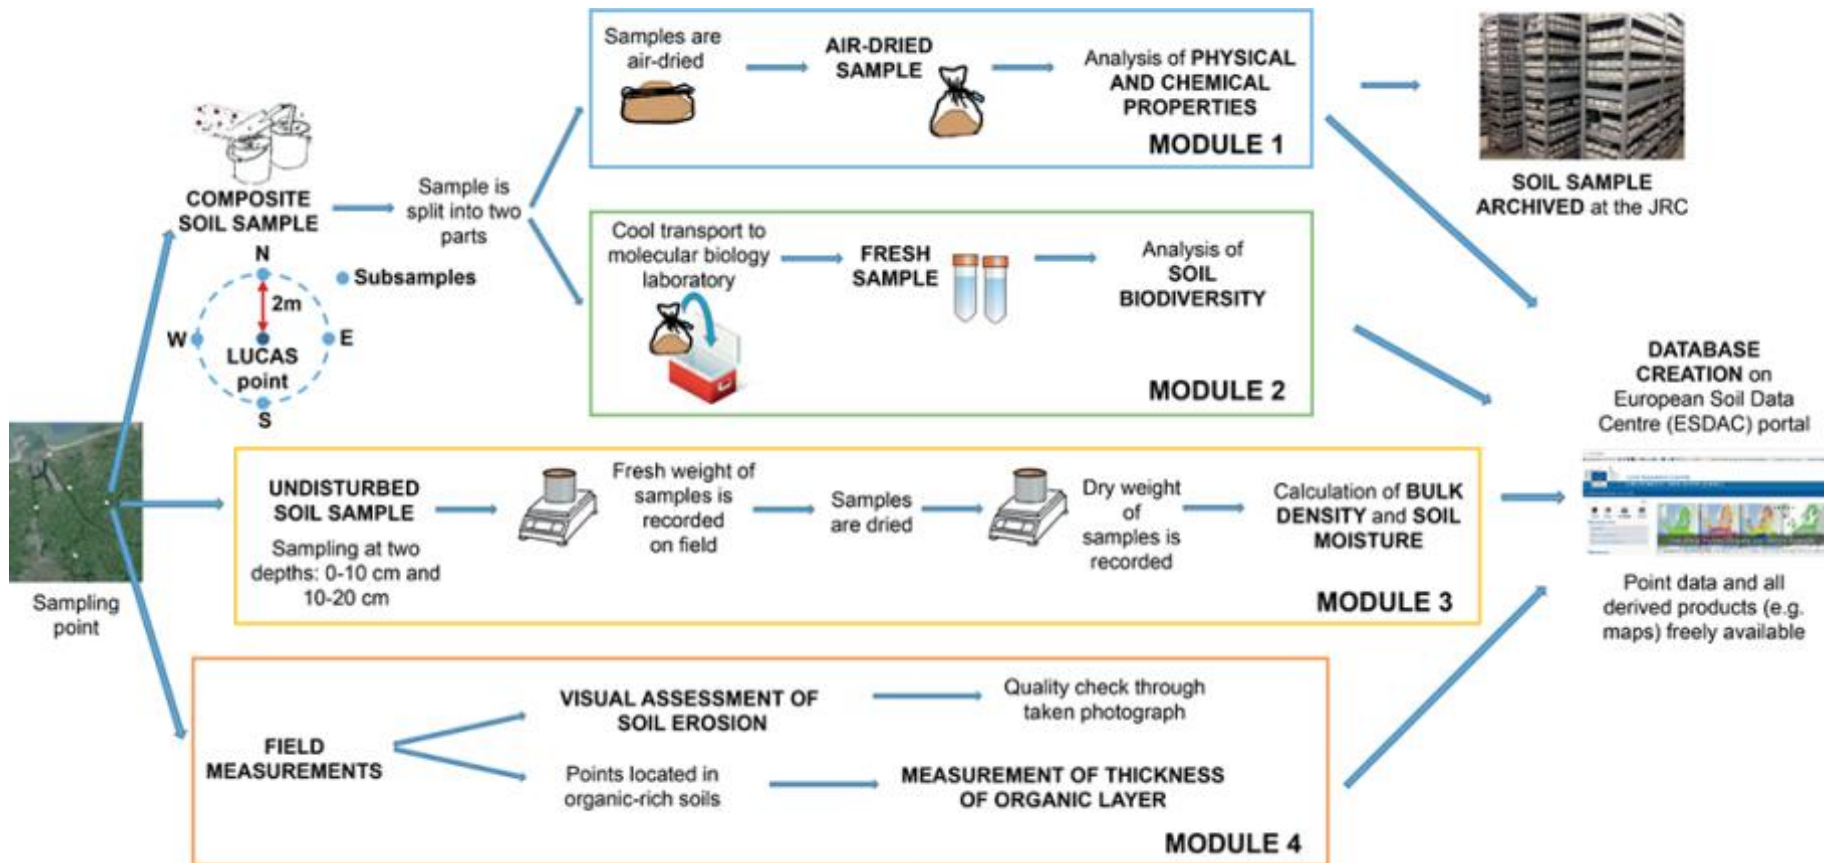 Samples are
air-dried
AIR-DRIED
SAMPLE
Analysis of PHYSICAL
AND CHEMICAL
PROPERTIES
MODULE 1
SOIL SAMPLE
ARCHIVED at the JRC
COMPOSITE
SOIL SAMPLE
Sample is
split into two
parts
N
Subsamples
2m
W
E
LUCAS
point
S
Cool transport to
molecular biology
laboratory
FRESH
SAMPLE
Analysis of
SOIL
BIODIVERSITY
MODULE 2
DATABASE
CREATION on
European Soil Data
Centre (ESDAC) portal
Point data and all
derived products (e.g.
maps) freely available
Sampling
point
UNDISTURBED
SOIL SAMPLE
Sampling at two
depths: 0-10 cm and
10-20 cm
Fresh weight of
samples is
recorded
on field
Samples
are dried
Dry weight
of
samples is
recorded
Calculation of BULK
DENSITY and SOIL
MOISTURE
MODULE 3
FIELD
MEASUREMENTS
VISUAL ASSESSMENT OF
SOIL EROSION
Quality check through
taken photograph
Points located in
organic-rich soils
MEASUREMENT OF THICKNESS
OF ORGANIC LAYER
MODULE 4